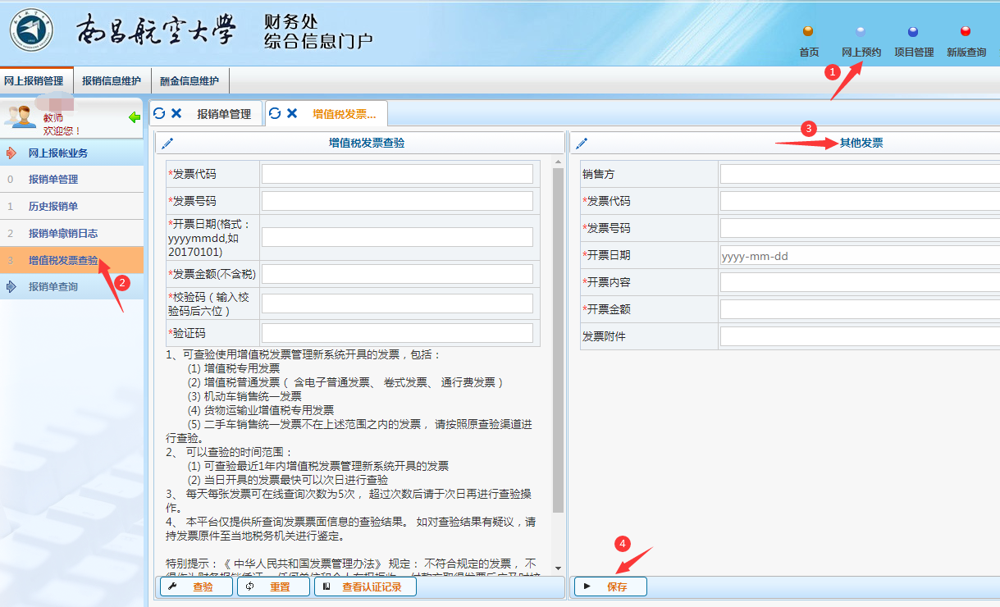 南昌航空大学
财务处
综合信息门户
首页
网上预约
项目管理
新版查询
1
网上报销管理
报销信息维护
酬金信息维护
教师
欢迎您！
报销单管理
增值税发票...
3
网上报帐业务
0 报销单管理
1 历史报销单
2 报销单撤销日志
3 增值税发票查验
2
报销单查询
增值税发票查验
*发票代码
*发票号码
*开票日期(格式：
yyyymmdd,如
20170101)
*发票金额(不含税)
*校验码（输入校
验码后六位）
*验证码
1、可查验使用增值税发票管理新系统开具的发票，包括：
(1) 增值税专用发票
(2) 增值税普通发票（ 含电子普通发票、 卷式发票、 通行费发票）
(3) 机动车销售统一发票
(4) 货物运输业增值税专用发票
(5) 二手车销售统一发票不在上述范围之内的发票， 请按照原查验渠道进
行查验。
2、 可以查验的时间范围：
(1) 可查验最近1年内增值税发票管理新系统开具的发票
(2) 当日开具的发票最快可以次日进行查验
3、 每天每张发票可在线查询次数为5次， 超过次数后请于次日再进行查验操
作。
4、 本平台仅提供所查询发票票面信息的查验结果。 如对查验结果有疑议，请
持发票原件至当地税务机关进行鉴定。
特别提示：《 中华人民共和国发票管理办法》 规定： 不符合规定的发票， 不
查验
重置
查看认证记录
其他发票
销售方
*发票代码
*发票号码
*开票日期
yyyy-mm-dd
*开票内容
*开票金额
发票附件
4
保存